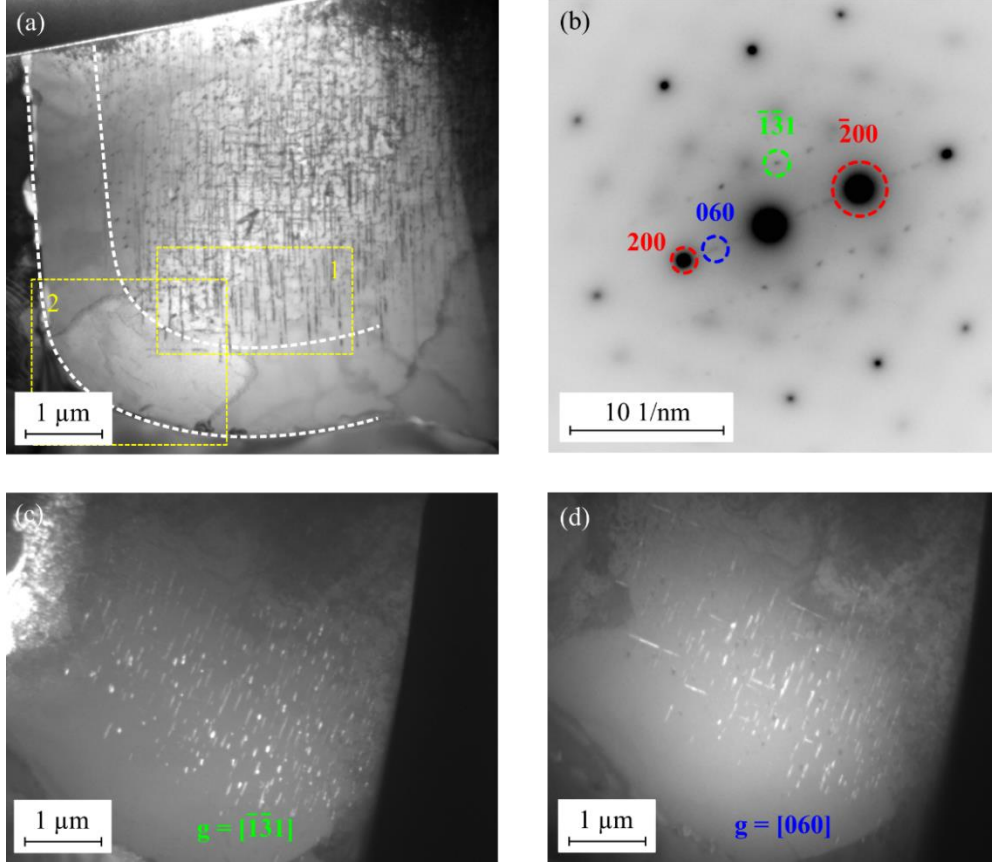 (a)
1
2
1 µm
(b)
1̅3̅1
2̅00
060
200
10 1/nm
(c)
1 µm
g = [1̅3̅1]
(d)
1 µm
g = [060]